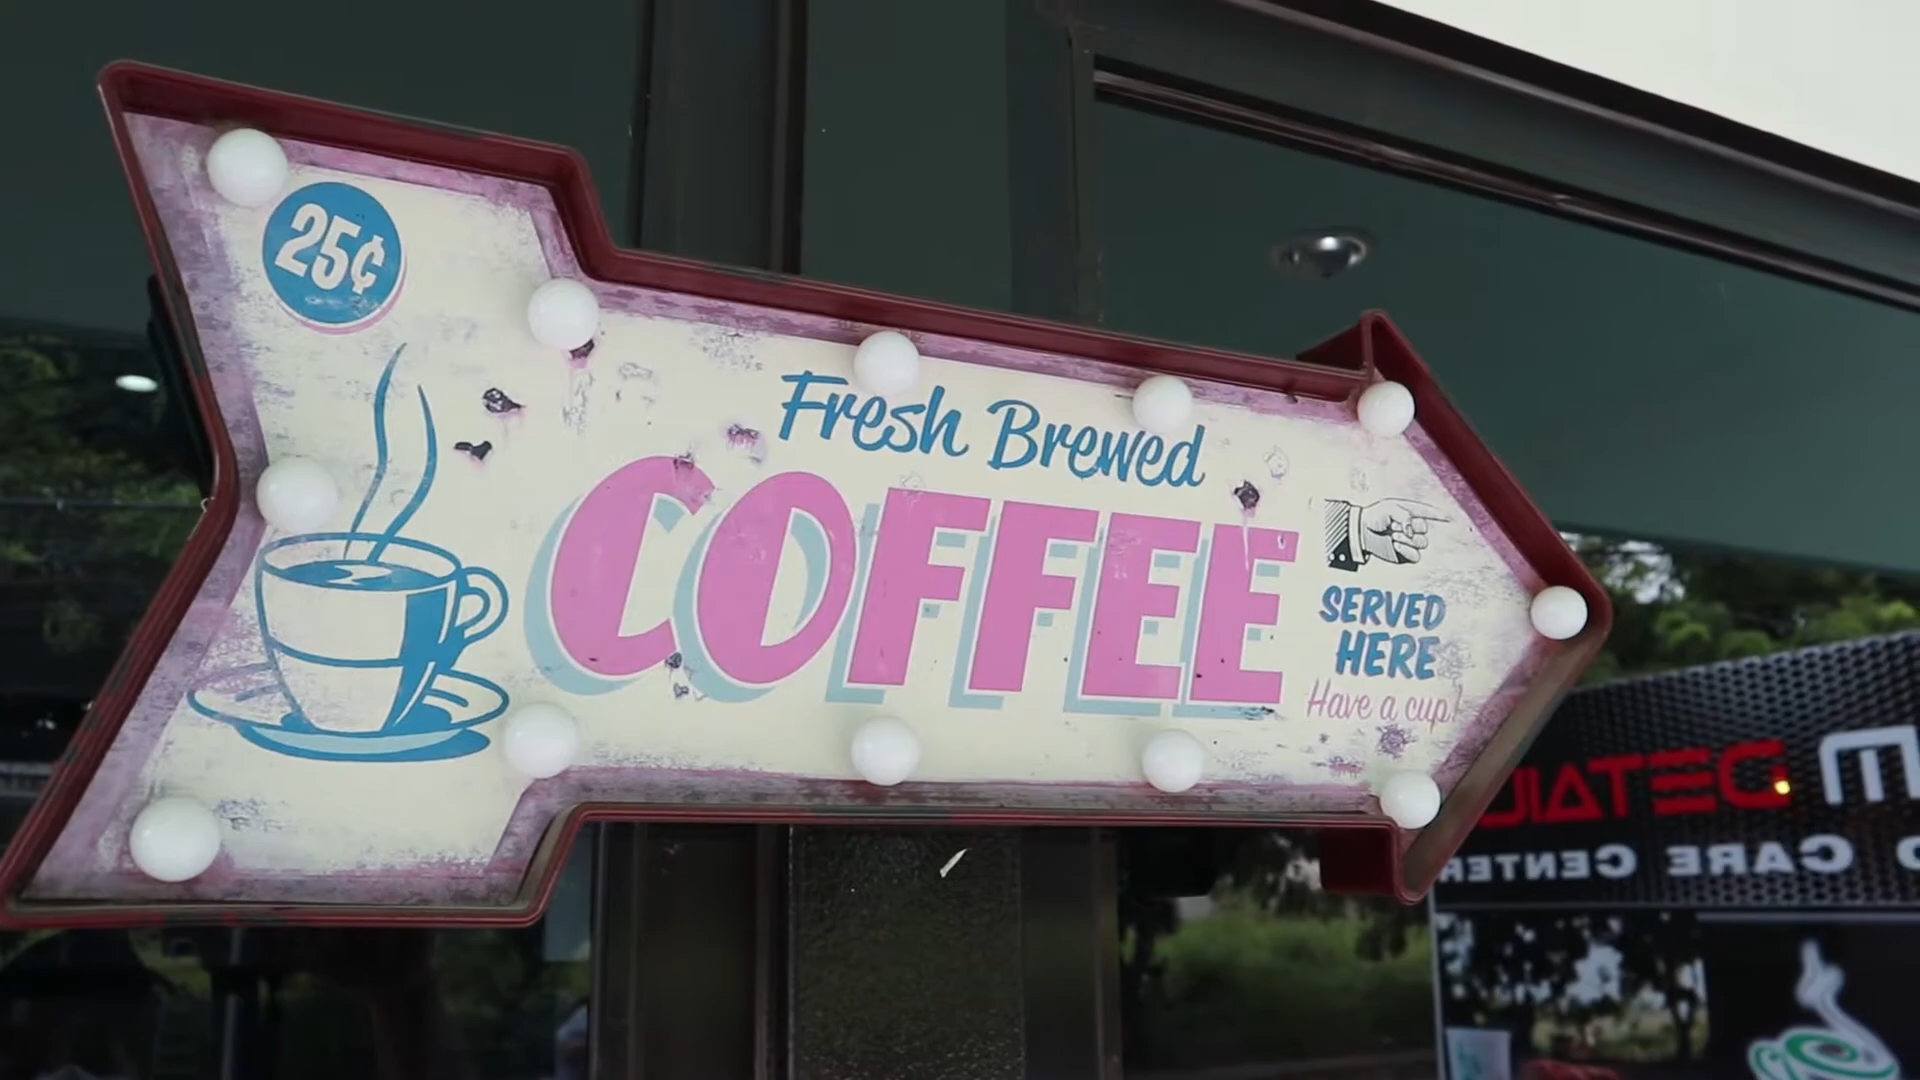 25¢
Fresh Brewed
COFFEE
SERVED
HERE
Have a cup!
CARE CENTER